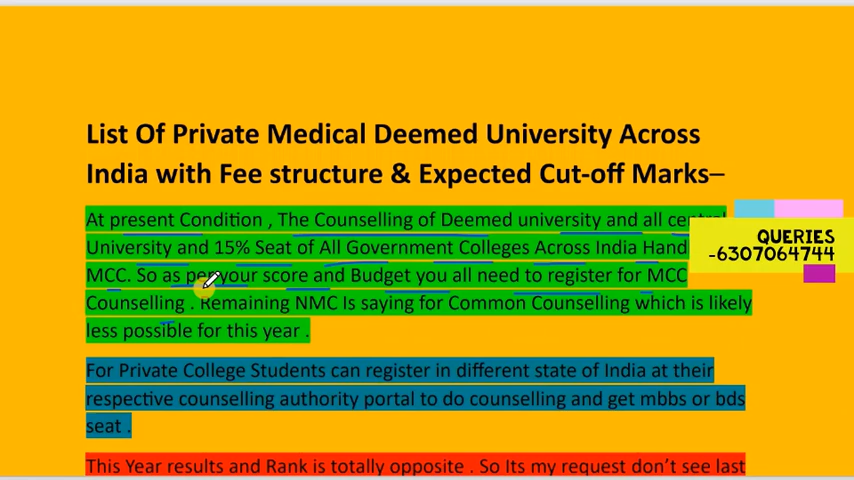 List Of Private Medical Deemed University Across
India with Fee structure & Expected Cut-off Marks–
At present Condition , The Counselling of Deemed university and all central
University and 15% Seat of All Government Colleges Across India Hand
MCC. So as per your score and Budget you all need to register for MCC
Counselling . Remaining NMC Is saying for Common Counselling which is likely
less possible for this year .
QUERIES
-6307064744
For Private College Students can register in different state of India at their
respective counselling authority portal to do counselling and get mbbs or bds
seat .
This Year results and Rank is totally opposite . So Its my request don't see last